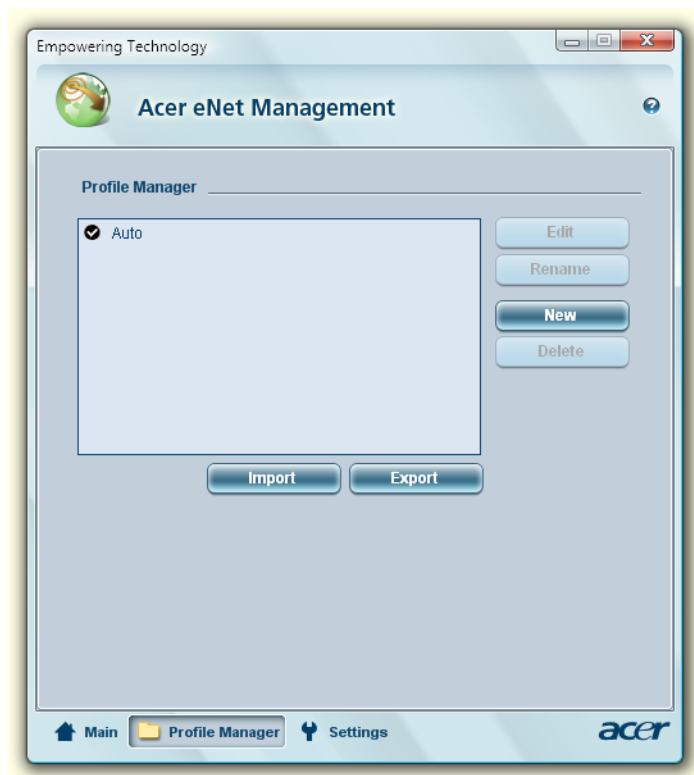 Empowering Technology
Acer eNet Management
Profile Manager
Auto
Edit
Rename
New
Delete
Import Export
Main Profile Manager Settings acer